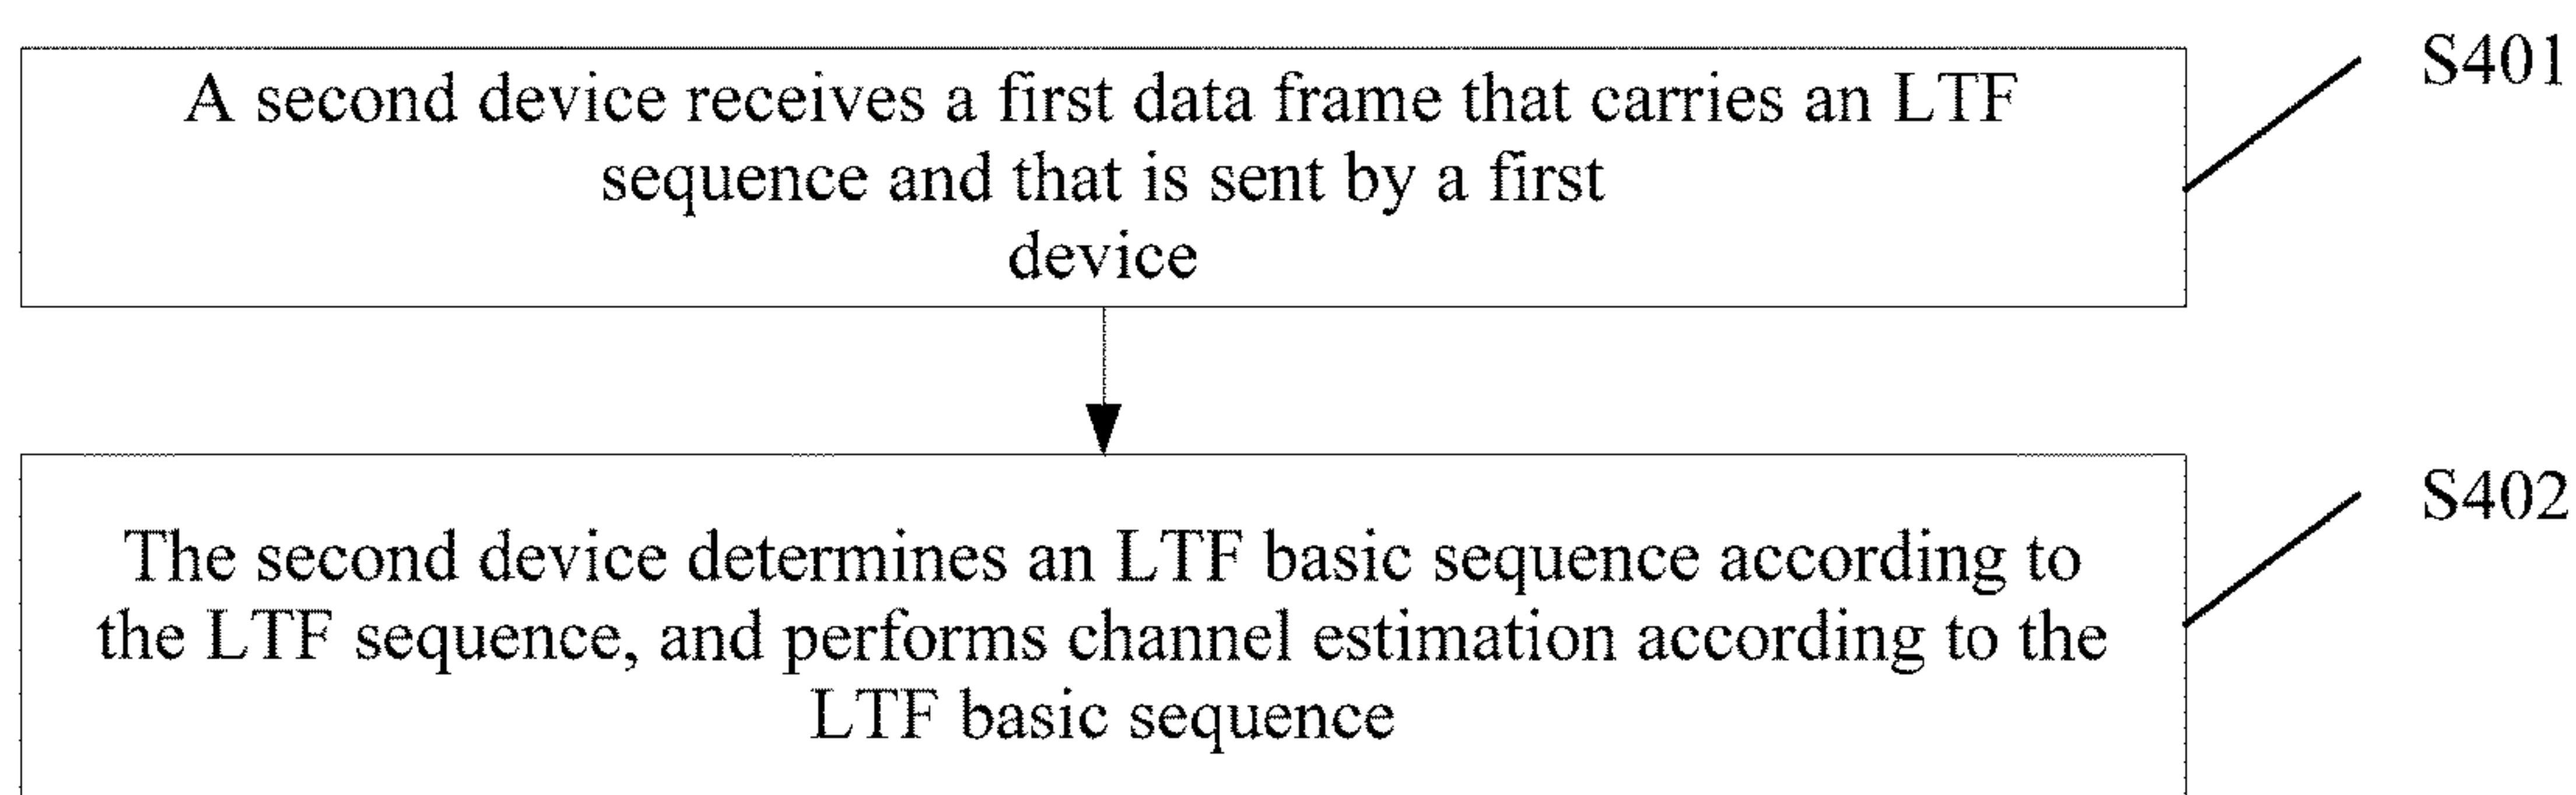 A second device receives a first data frame that carries an LTF
sequence and that is sent by a first
device
S401
The second device determines an LTF basic sequence according to
the LTF sequence, and performs channel estimation according to the
LTF basic sequence
S402